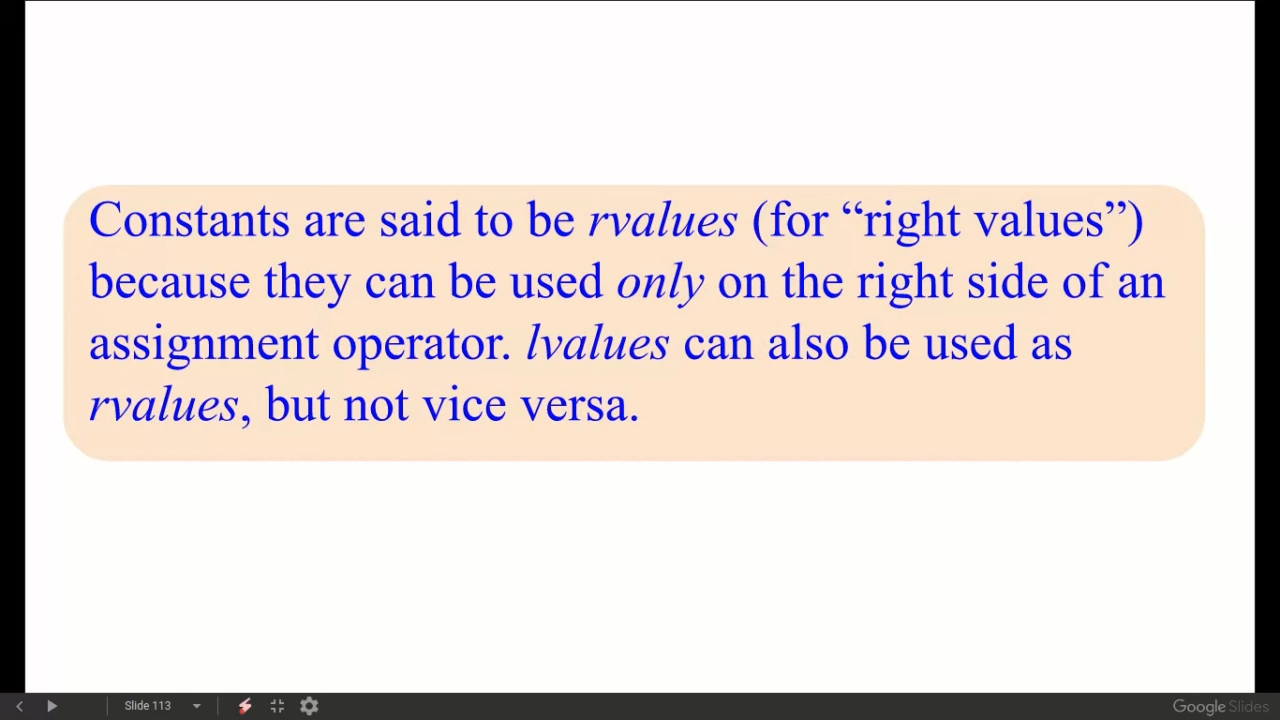 Constants are said to be rvalues (for “right values”)
because they can be used only on the right side of an
assignment operator. lvalues can also be used as
rvalues, but not vice versa.
Slide 113
Google Slides